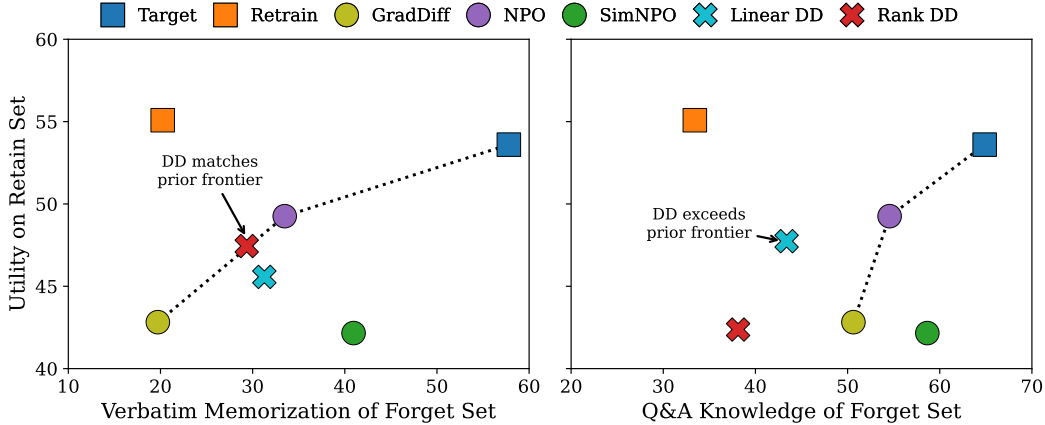 Target Retrain GradDiff NPO SimNPO Linear DD Rank DD
60
55
50
45
40
Utility on Retain Set
DD matches
prior frontier
10 20 30 40 50 60
Verbatim Memorization of Forget Set
DD exceeds
prior frontier
20 30 40 50 60 70
Q&A Knowledge of Forget Set